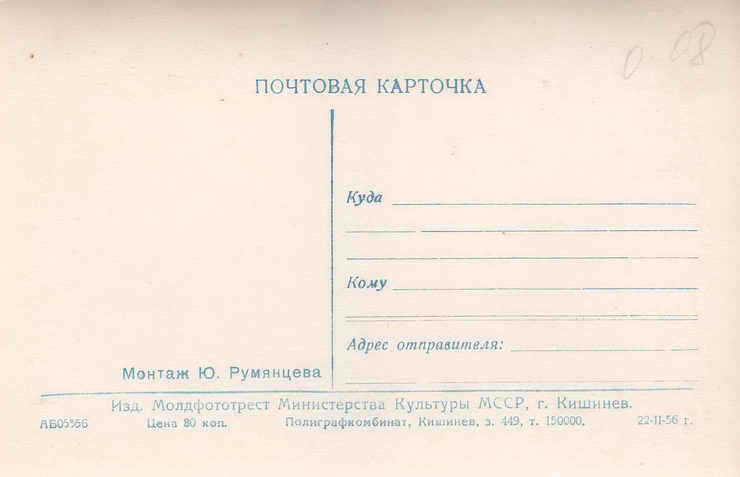 0 08
ПОЧТОВАЯ КАРТОЧКА
Куда
Кому
Адрес отправителя:
Монтаж Ю. Румянцева
Изд. Молдфототрест Министерства Культуры МССР, г. Кишинев.
АБ05356 Цена 80 коп. Полиграфкомбинат, Кишинев, з. 449, т. 150000. 22-II-56 г.